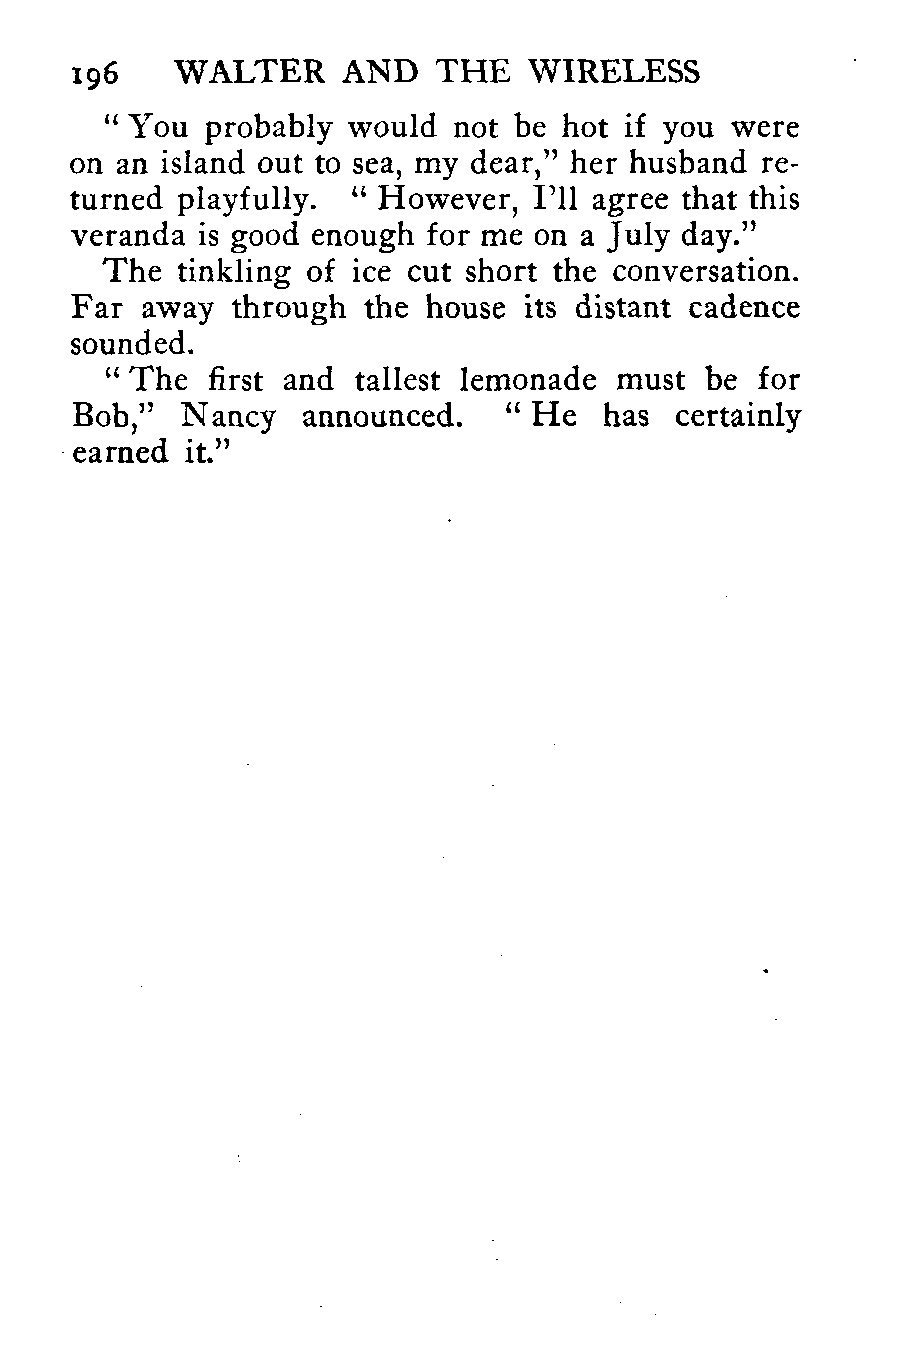 196 WALTER AND THE WIRELESS
“ You probably would not be hot if you were
on an island out to sea, my dear,” her husband re-
turned playfully. “ However, I’ll agree that this
veranda is good enough for me on a July day.”
The tinkling of ice cut short the conversation.
Far away through the house its distant cadence
sounded.
“ The first and tallest lemonade must be for
Bob,” Nancy announced. “ He has certainly
earned it.”